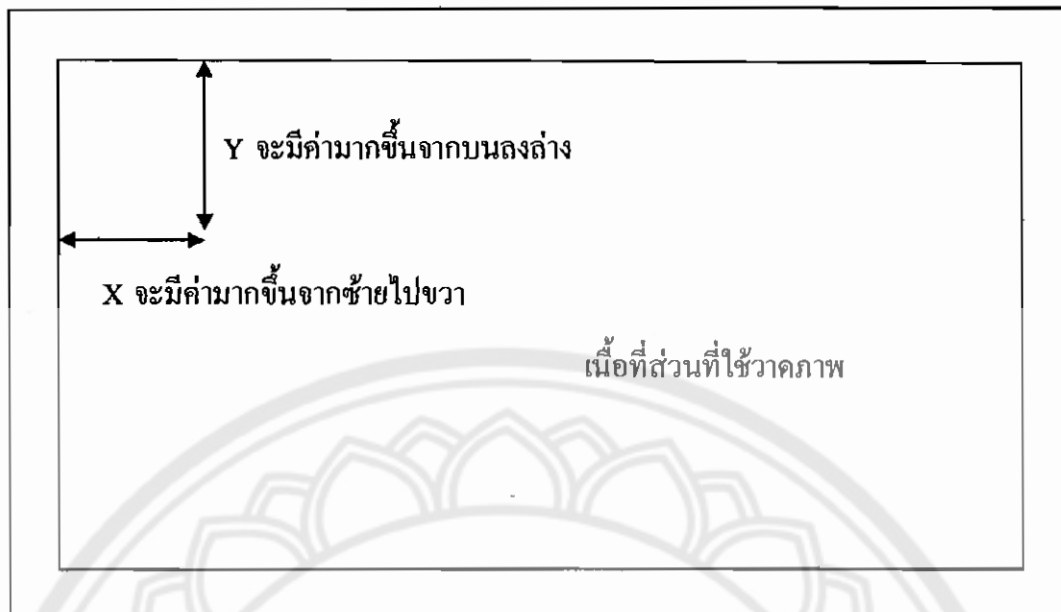 Y จะมีค่ามากขึ้นจากบนลงล่าง
X จะมีค่ามากขึ้นจากซ้ายไปขวา
เนื้อที่ส่วนที่ใช้วาดภาพ